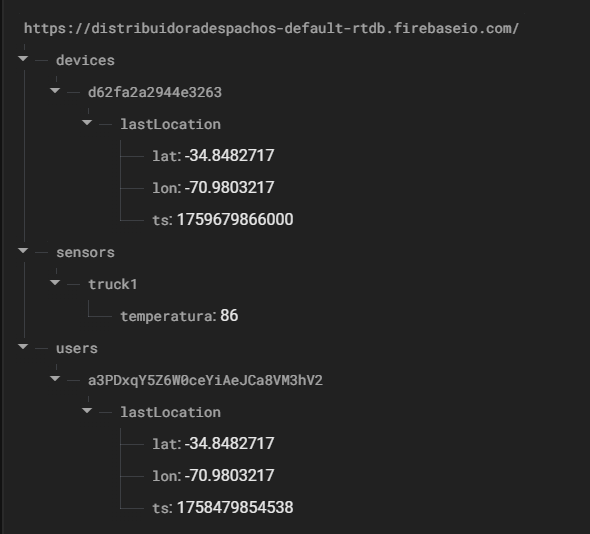 https://distribuidoradespachos-default-rtdb.firebaseio.com/
devices
d62fa2a2944e3263
lastLocation
lat: -34.8482717
lon: -70.9803217
ts: 1759679866000
sensors
truck1
temperatura: 86
users
a3PDxqY5Z6W0ceYiAeJCa8VM3hV2
lastLocation
lat: -34.8482717
lon: -70.9803217
ts: 1758479854538